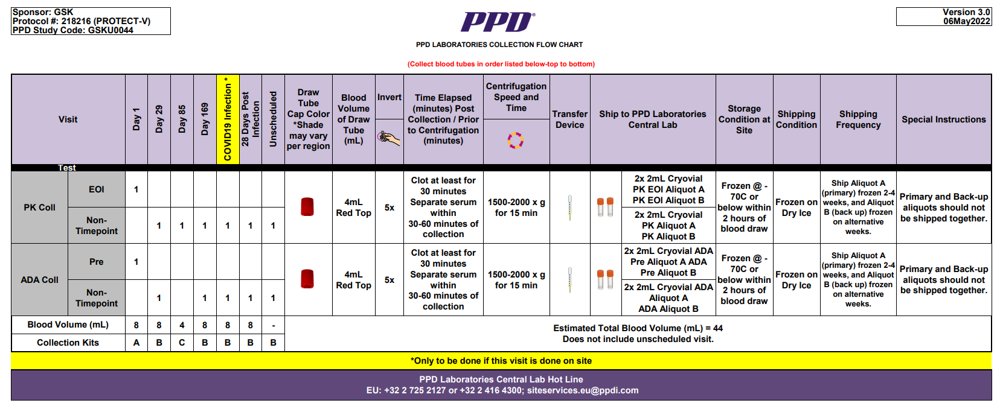 Sponsor: GSK
Protocol #: 218216 (PROTECT-V)
PPD Study Code: GSKU0044
PPD®
Version 3.0
06May2022
PPD LABORATORIES COLLECTION FLOW CHART
(Collect blood tubes in order listed below-top to bottom)
Visit
Day 1
Day 29
Day 85
Day 169
COVID19 Infection *
28 Days Post
Infection
Unscheduled
Draw
Tube
Cap Color
*Shade
may vary
per region
Blood
Volume
of Draw
Tube
(mL)
Invert
Time Elapsed
(minutes) Post
Collection / Prior
to Centrifugation
(minutes)
Centrifugation
Speed and
Time
Transfer
Device
Ship to PPD Laboratories
Central Lab
Storage
Condition at
Site
Shipping
Condition
Shipping
Frequency
Special Instructions
Test
PK Coll
EOI
1
Non-
Timepoint
1 1 1 1 1 1
4mL
Red Top
5x
Clot at least for
30 minutes
Separate serum
within
30-60 minutes of
collection
1500-2000 x g
for 15 min
2x 2mL Cryovial
PK EOI Aliquot A
PK EOI Aliquot B
2x 2mL Cryovial
PK Aliquot A
PK Aliquot B
Frozen @ -
70C or
below within
2 hours of
blood draw
Frozen on
Dry Ice
Ship Aliquot A
(primary) frozen 2-4
weeks, and Aliquot
B (back up) frozen
on alternative
weeks.
Primary and Back-up
aliquots should not
be shipped together.
ADA Coll
Pre
1
Non-
Timepoint
1 1 1 1 1
4mL
Red Top
5x
Clot at least for
30 minutes
Separate serum
within
30-60 minutes of
collection
1500-2000 x g
for 15 min
2x 2mL Cryovial ADA
Pre Aliquot A ADA
Pre Aliquot B
2x 2mL Cryovial ADA
Aliquot A
ADA Aliquot B
Frozen @ -
70C or
below within
2 hours of
blood draw
Frozen on
Dry Ice
Ship Aliquot A
(primary) frozen 2-4
weeks, and Aliquot
B (back up) frozen
on alternative
weeks.
Primary and Back-up
aliquots should not
be shipped together.
Blood Volume (mL) 8 8 4 8 8 8 -
Collection Kits A B C B B B B
Estimated Total Blood Volume (mL) = 44
Does not include unscheduled visit.
*Only to be done if this visit is done on site
PPD Laboratories Central Lab Hot Line
EU: +32 2 725 2127 or +32 2 416 4300; siteservices.eu@ppdi.com